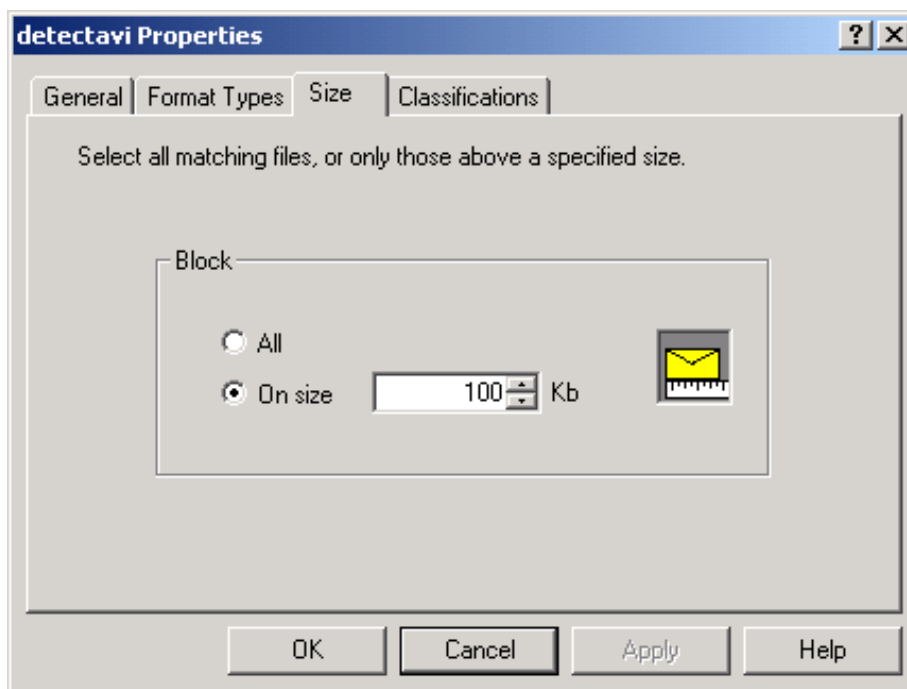 detectavi Properties
General Format Types Size Classifications
Select all matching files, or only those above a specified size.
Block
All
On size 100 Kb
OK Cancel Apply Help